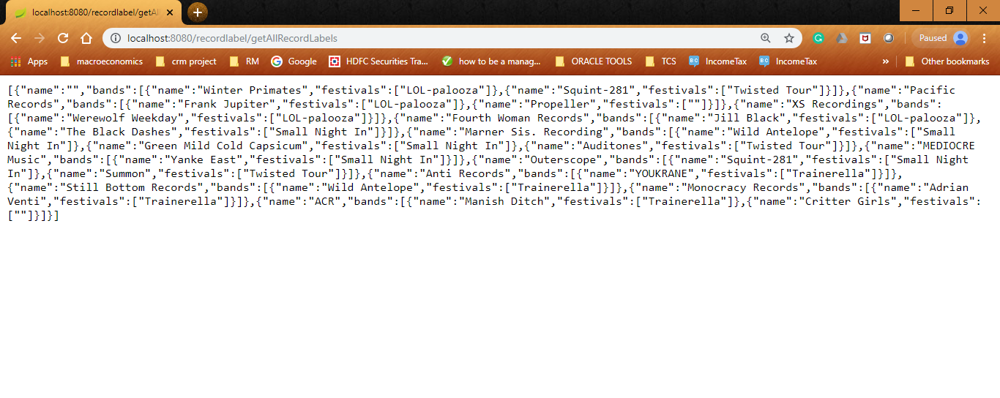 localhost:8080/recordlabel/getAl
localhost:8080/recordlabel/getAllRecordLabels
Paused
Apps macroeconomics crm project RM Google HDFC Securities Tra... how to be a manag... ORACLE TOOLS TCS IncomeTax IncomeTax » Other bookmarks
[{"name":"","bands":[{"name":"Winter Primates","festivals":["LOL-palooza"]},{"name":"Squint-281","festivals":["Twisted Tour"]}]},{"name":"Pacific
Records","bands":[{"name":"Frank Jupiter","festivals":["LOL-palooza"]},{"name":"Propeller","festivals":[""]}]},{"name":"XS Recordings","bands":
[{"name":"Werewolf Weekday","festivals":["LOL-palooza"]}]},{"name":"Fourth Woman Records","bands":[{"name":"Jill Black","festivals":["LOL-palooza"]},
{"name":"The Black Dashes","festivals":["Small Night In"]}]},{"name":"Marner Sis. Recording","bands":[{"name":"Wild Antelope","festivals":["Small
Night In"]},{"name":"Green Mild Cold Capsicum","festivals":["Small Night In"]},{"name":"Auditones","festivals":["Twisted Tour"]}]},{"name":"MEDIOCRE
Music","bands":[{"name":"Yanke East","festivals":["Small Night In"]}]},{"name":"Outerscope","bands":[{"name":"Squint-281","festivals":["Small Night
In"]},{"name":"Summon","festivals":["Twisted Tour"]}]},{"name":"Anti Records","bands":[{"name":"YOUKRANE","festivals":["Trainerella"]}]},
{"name":"Still Bottom Records","bands":[{"name":"Wild Antelope","festivals":["Trainerella"]}]},{"name":"Monocracy Records","bands":[{"name":"Adrian
Venti","festivals":["Trainerella"]}]},{"name":"ACR","bands":[{"name":"Manish Ditch","festivals":["Trainerella"]},{"name":"Critter Girls","festivals":
[""]}]}]